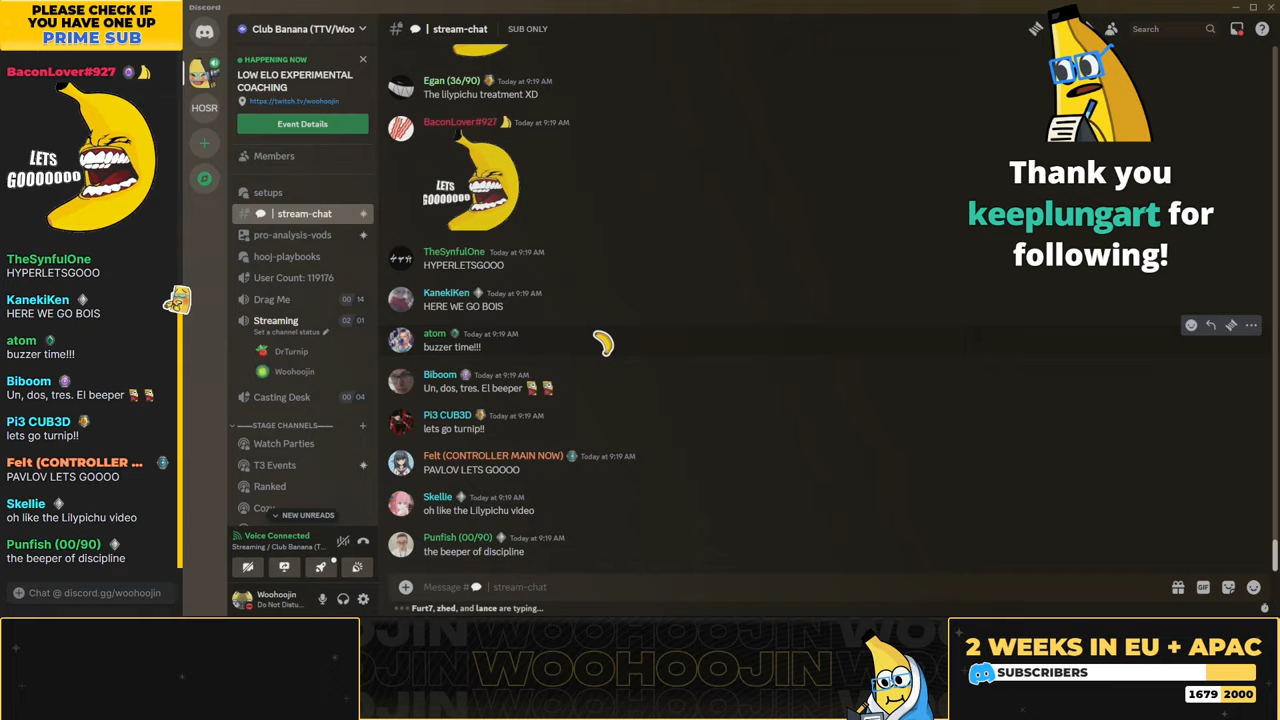 PLEASE CHECK IF
YOU HAVE ONE UP
PRIME SUB
BaconLover#927
LETS
GOOOOOOO
TheSynfulOne
HYPERLETSGOOO
KanekiKen
HERE WE GO BOIS
atom
buzzer time!!!
Biboom
Un, dos, tres. El beeper
Pi3 CUB3D
lets go turnip!!
Felt (CONTROLLER ...
PAVLOV LETS GOOOO
Skellie
oh like the Lilypichu video
Punfish (00/90)
the beeper of discipline
Chat @ discord.gg/woohoojin
Discord
HOSR
Club Banana (TTV/Woo
HAPPENING NOW
LOW ELO EXPERIMENTAL
COACHING
https://twitch.tv/woohoojin
Event Details
Members
setups
stream-chat
pro-analysis-vods
hooj-playbooks
User Count: 119176
Drag Me 00 14
Streaming 02 01
Set a channel status
DrTurnip
Woohoojin
Casting Desk 00 04
STAGE CHANNELS
Watch Parties
T3 Events
Ranked
NEW UNREADS
Voice Connected
Streaming / Club Banana (T...
Woohoojin
Do Not Distu...
stream-chat SUB ONLY
Search
Egan (36/90) Today at 9:19 AM
The lilypichu treatment XD
BaconLover#927 Today at 9:19 AM
LETS
GOOOOOOO
TheSynfulOne Today at 9:19 AM
HYPERLETSGOOO
KanekiKen Today at 9:19 AM
HERE WE GO BOIS
atom Today at 9:19 AM
buzzer time!!!
Biboom Today at 9:19 AM
Un, dos, tres. El beeper
Pi3 CUB3D Today at 9:19 AM
lets go turnip!!
Felt (CONTROLLER MAIN NOW) Today at 9:19 AM
PAVLOV LETS GOOOO
Skellie Today at 9:19 AM
oh like the Lilypichu video
Punfish (00/90) Today at 9:19 AM
the beeper of discipline
Message # | stream-chat
GIF
Furt7, zhed, and lance are typing...
Thank you
keeplungart for
following!
WOOHOOJIN
2 WEEKS IN EU + APAC
SUBSCRIBERS
1679 2000